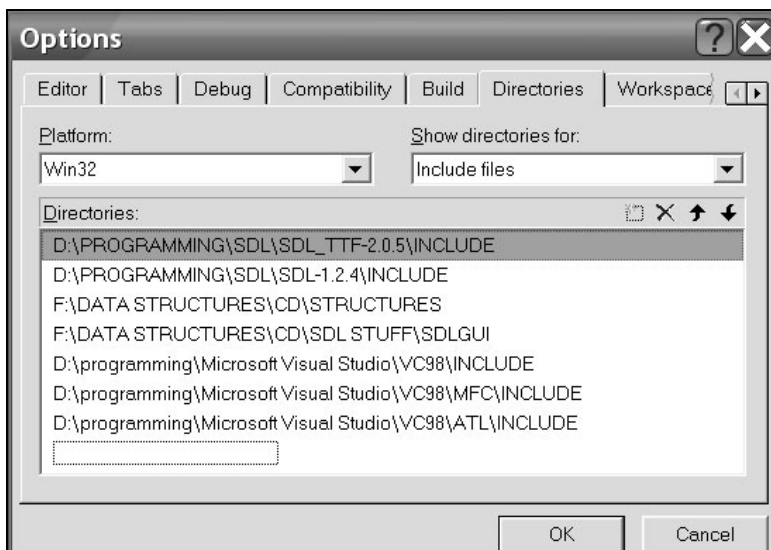 Options
Editor Tabs Debug Compatibility Build Directories Workspace
Platform: Show directories for:
Win32 Include files
Directories:
D:\PROGRAMMING\SDL\SDL_TTF-2.0.5\INCLUDE
D:\PROGRAMMING\SDL\SDL-1.2.4\INCLUDE
F:\DATA STRUCTURES\CD\STRUCTURES
F:\DATA STRUCTURES\CD\SDL STUFF\SDLGUI
D:\programming\Microsoft Visual Studio\VC98\INCLUDE
D:\programming\Microsoft Visual Studio\VC98\MFC\INCLUDE
D:\programming\Microsoft Visual Studio\VC98\ATL\INCLUDE
OK Cancel